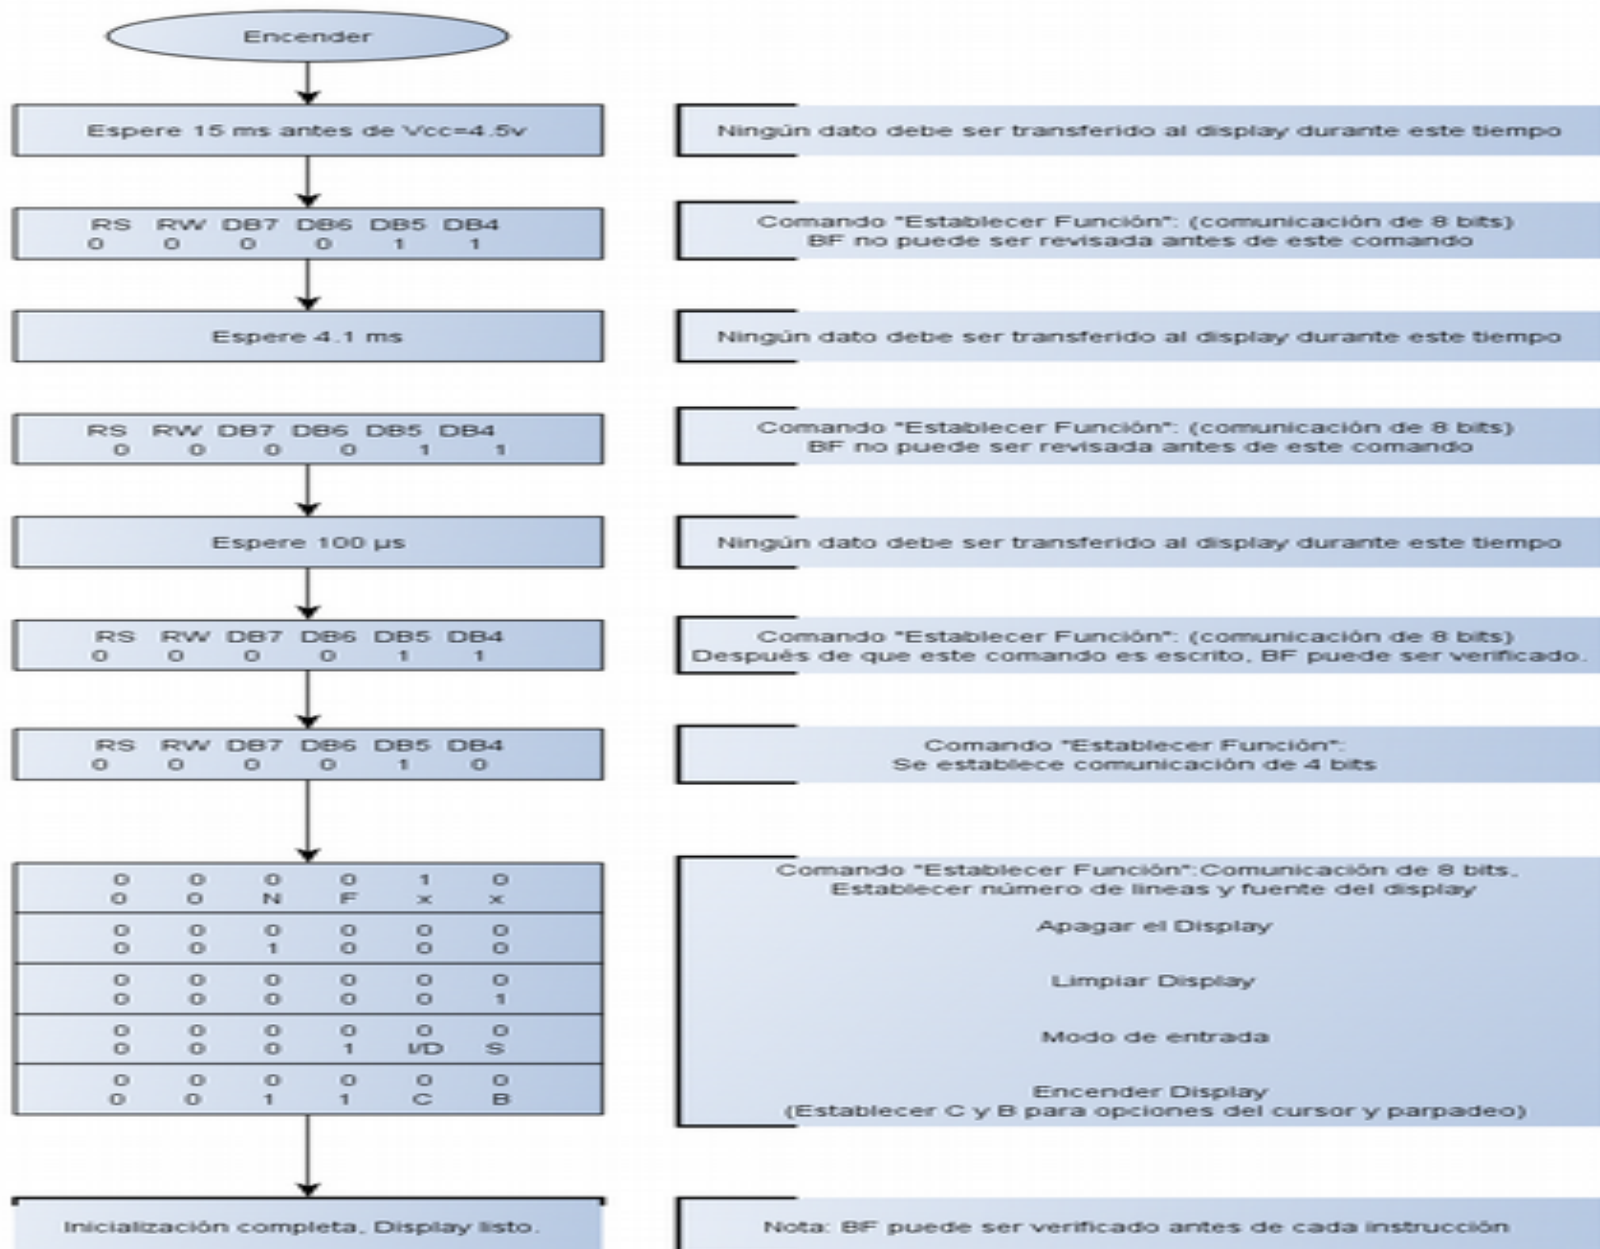 Encender
Espere 15 ms antes de Vcc=4.5v
Ningún dato debe ser transferido al display durante este tiempo
RS RW DB7 DB6 DB5 DB4
0 0 0 0 1 1
Comando "Establecer Función": (comunicación de 8 bits)
BF no puede ser revisada antes de este comando
Espere 4.1 ms
Ningún dato debe ser transferido al display durante este tiempo
RS RW DB7 DB6 DB5 DB4
0 0 0 0 1 1
Comando "Establecer Función": (comunicación de 8 bits)
BF no puede ser revisada antes de este comando
Espere 100 µs
Ningún dato debe ser transferido al display durante este tiempo
RS RW DB7 DB6 DB5 DB4
0 0 0 0 1 1
Comando "Establecer Función": (comunicación de 8 bits)
Después de que este comando es escrito, BF puede ser verificado.
RS RW DB7 DB6 DB5 DB4
0 0 0 0 1 0
Comando "Establecer Función":
Se establece comunicación de 4 bits
0 0 0 0 1 0
0 0 N F x x
0 0 0 0 0 0
0 0 1 0 0 0
0 0 0 0 0 0
0 0 0 0 0 1
0 0 0 0 0 0
0 0 0 1 I/D S
0 0 0 0 0 0
0 0 1 1 C B
Comando "Establecer Función":Comunicación de 8 bits,
Establecer número de lineas y fuente del display
Apagar el Display
Limpiar Display
Modo de entrada
Encender Display
(Establecer C y B para opciones del cursor y parpadeo)
Inicialización completa, Display listo.
Nota: BF puede ser verificado antes de cada instrucción